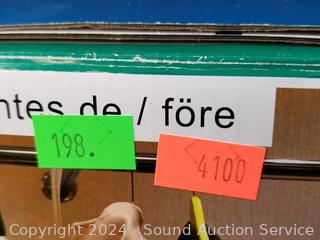 ntes de / före
198.
4100
Copyright 2024 - Sound Auction Service